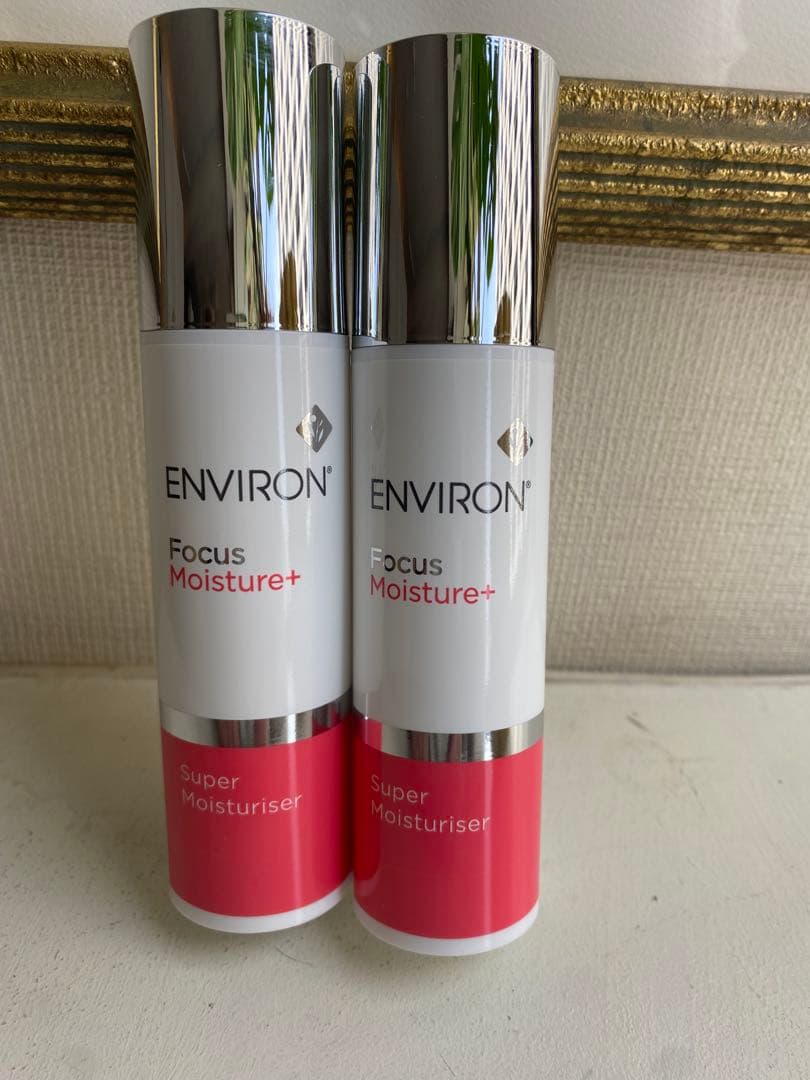 ENVIRON®
Focus
Moisture+
Super
Moisturiser
ENVIRON®
Focus
Moisture+
Super
Moisturiser